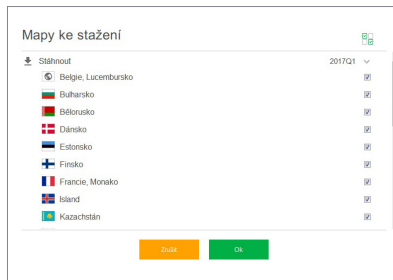 Mapy ke stažení
Stáhnout 2017Q1
Belgie, Lucembursko
Bulharsko
Bělorusko
Dánsko
Estonsko
Finsko
Francie, Monako
Island
Kazachstán
Zrušit Ok